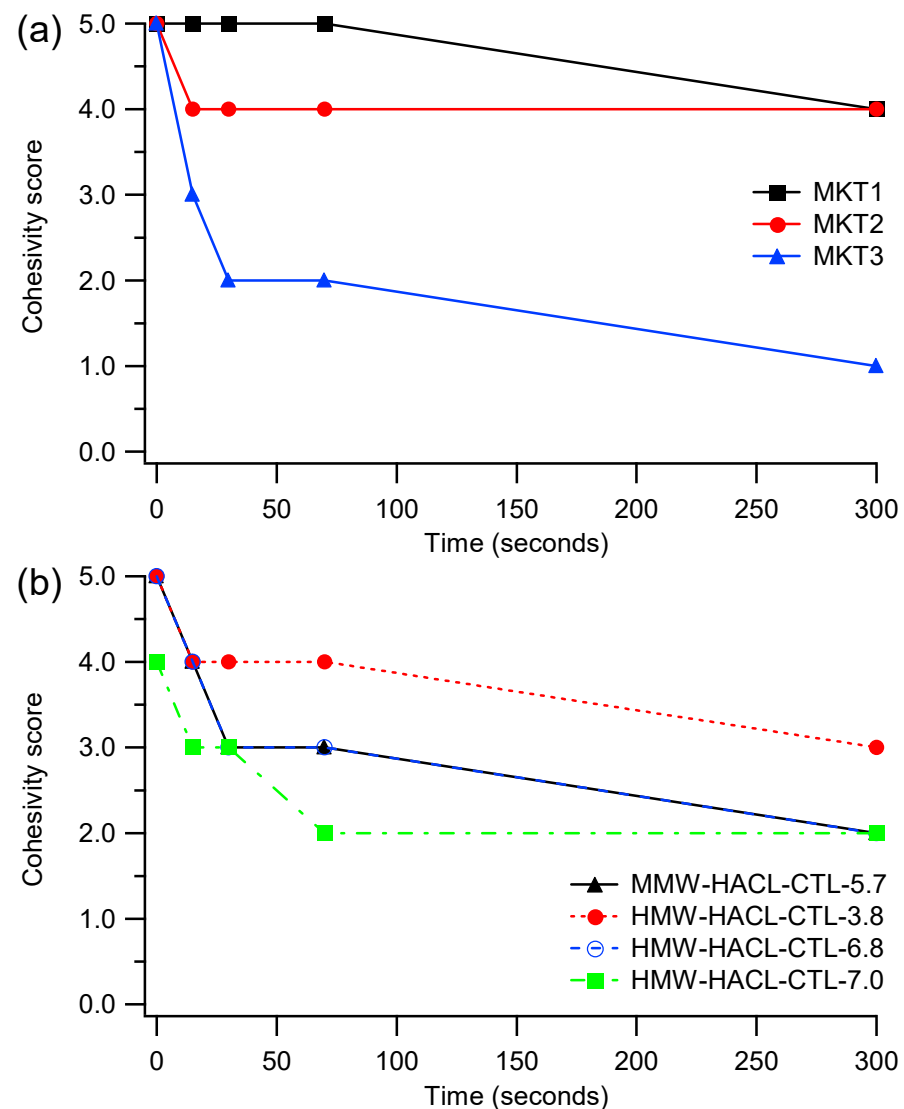 (a)
5.0
4.0
3.0
2.0
1.0
0.0
Cohesivity score
MKT1
MKT2
MKT3
0 50 100 150 200 250 300
Time (seconds)
(b)
5.0
4.0
3.0
2.0
1.0
0.0
Cohesivity score
MMW-HACL-CTL-5.7
HMW-HACL-CTL-3.8
HMW-HACL-CTL-6.8
HMW-HACL-CTL-7.0
0 50 100 150 200 250 300
Time (seconds)